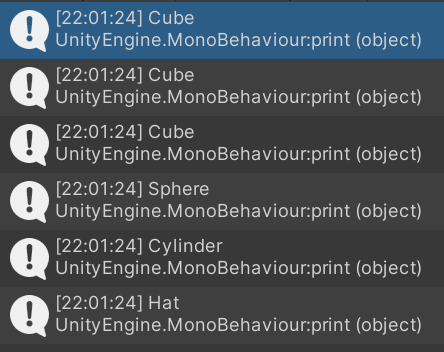 [22:01:24] Cube
UnityEngine.MonoBehaviour:print (object)
[22:01:24] Cube
UnityEngine.MonoBehaviour:print (object)
[22:01:24] Cube
UnityEngine.MonoBehaviour:print (object)
[22:01:24] Sphere
UnityEngine.MonoBehaviour:print (object)
[22:01:24] Cylinder
UnityEngine.MonoBehaviour:print (object)
[22:01:24] Hat
UnityEngine.MonoBehaviour:print (object)